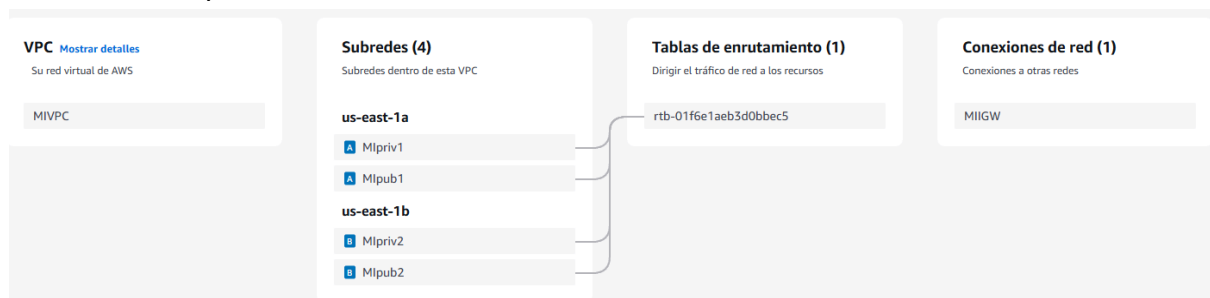 VPC Mostrar detalles
Su red virtual de AWS
MIVPC
Subredes (4)
Subredes dentro de esta VPC
us-east-1a
A MIpriv1
A MIpub1
us-east-1b
B MIpriv2
B MIpub2
Tablas de enrutamiento (1)
Dirigir el tráfico de red a los recursos
rtb-01f6e1aeb3d0bbec5
Conexiones de red (1)
Conexiones a otras redes
MIIGW